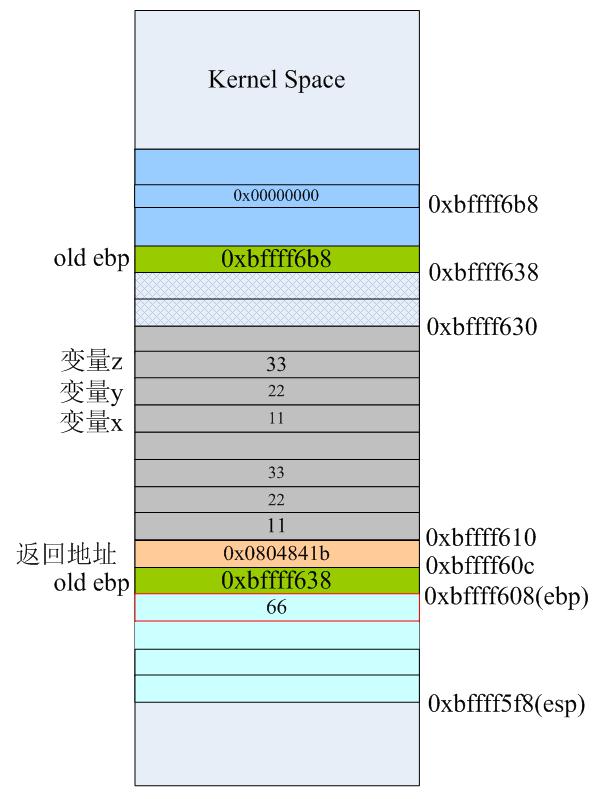 Kernel Space
0x00000000
0xbffff6b8
old ebp
0xbffff6b8
0xbffff638
0xbffff630
变量z
33
变量y
22
变量x
11
33
22
11
0xbffff610
返回地址
0x0804841b
0xbffff60c
old ebp
0xbffff638
0xbffff608(ebp)
66
0xbffff5f8(esp)